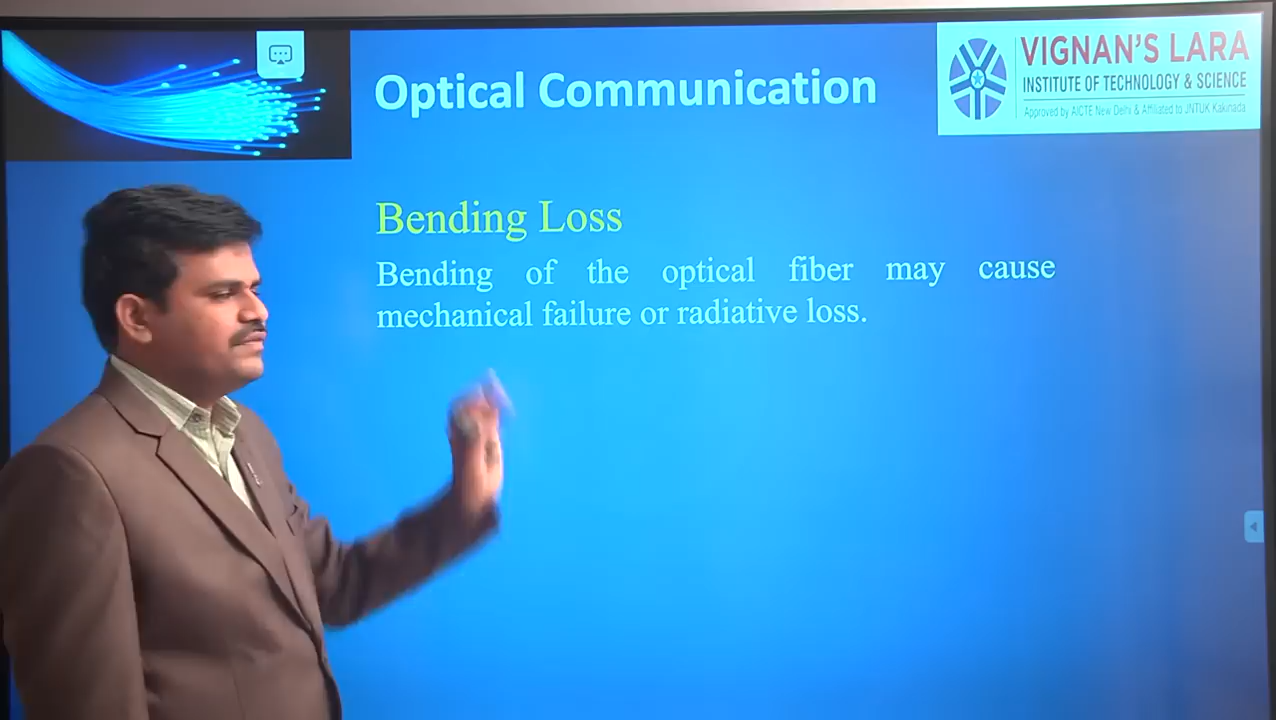 Optical Communication
VIGNAN'S LARA
INSTITUTE OF TECHNOLOGY & SCIENCE
Approved by AICTE New Delhi & Affiliated to JNTUK Kakinada
Bending Loss
Bending of the optical fiber may cause
mechanical failure or radiative loss.